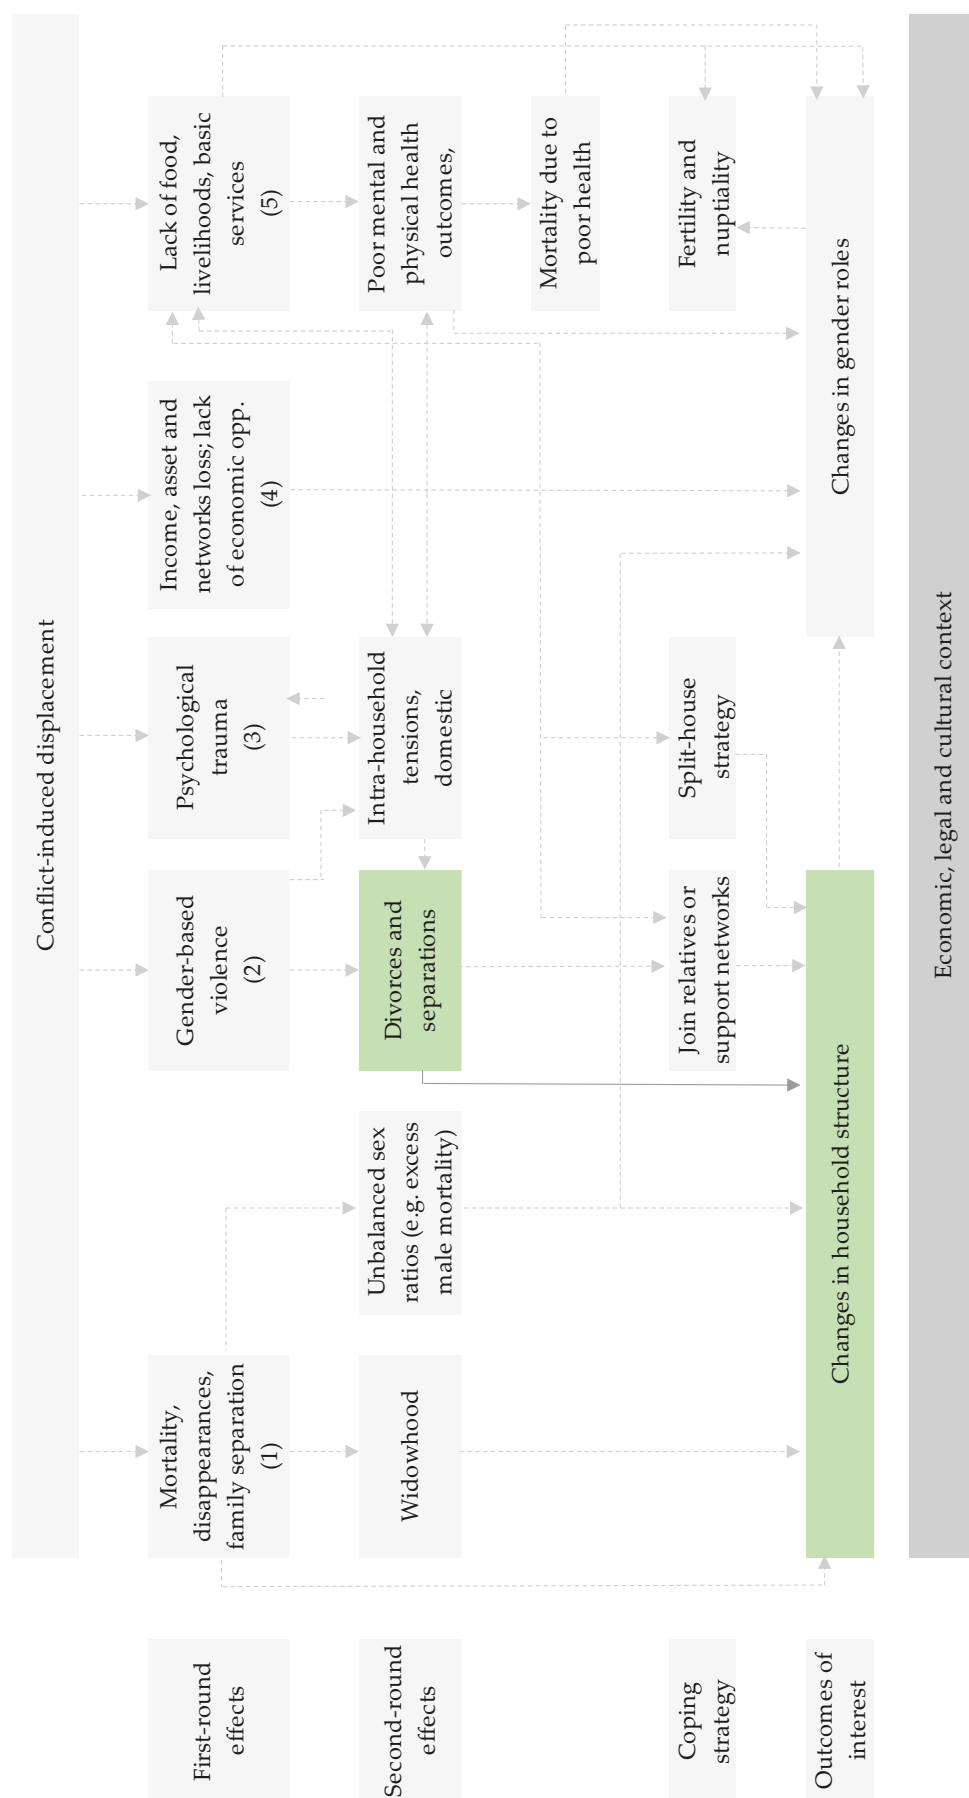 Conflict-induced displacement
First-round
effects
Mortality,
disappearances,
family separation
(1)
Gender-based
violence
(2)
Psychological
trauma
(3)
Income, asset and
networks loss; lack
of economic opp.
(4)
Lack of food,
livelihoods, basic
services
(5)
Second-round
effects
Widowhood
Unbalanced sex
ratios (e.g. excess
male mortality)
Divorces and
separations
Intra-household
tensions,
domestic
Poor mental and
physical health
outcomes,
Mortality due to
poor health
Coping
strategy
Join relatives or
support networks
Split-house
strategy
Fertility and
nuptiality
Outcomes of
interest
Changes in household structure
Changes in gender roles
Economic, legal and cultural context